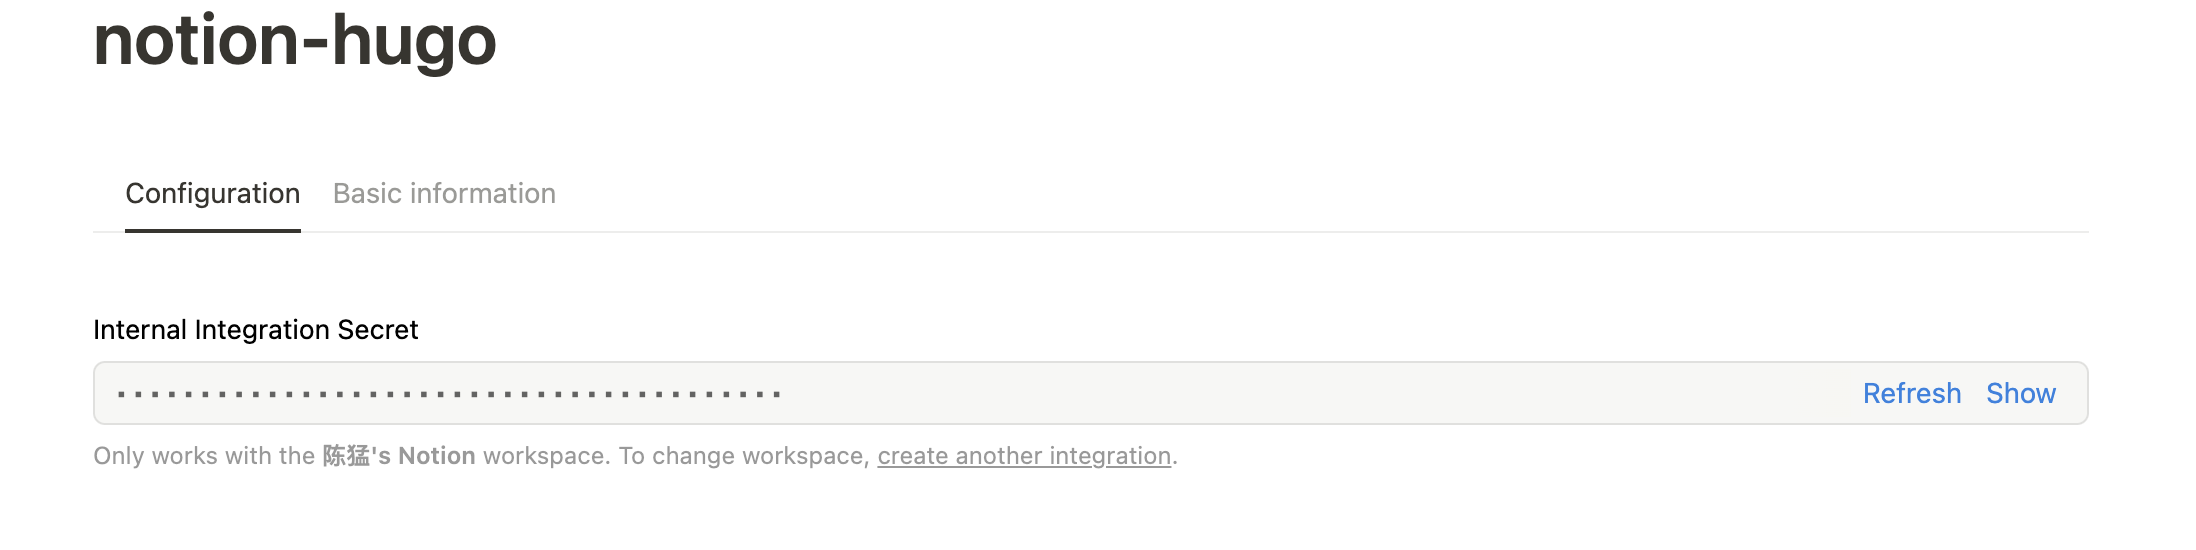 notion-hugo
Configuration Basic information
Internal Integration Secret
Refresh Show
Only works with the 陈猛's Notion workspace. To change workspace, create another integration.